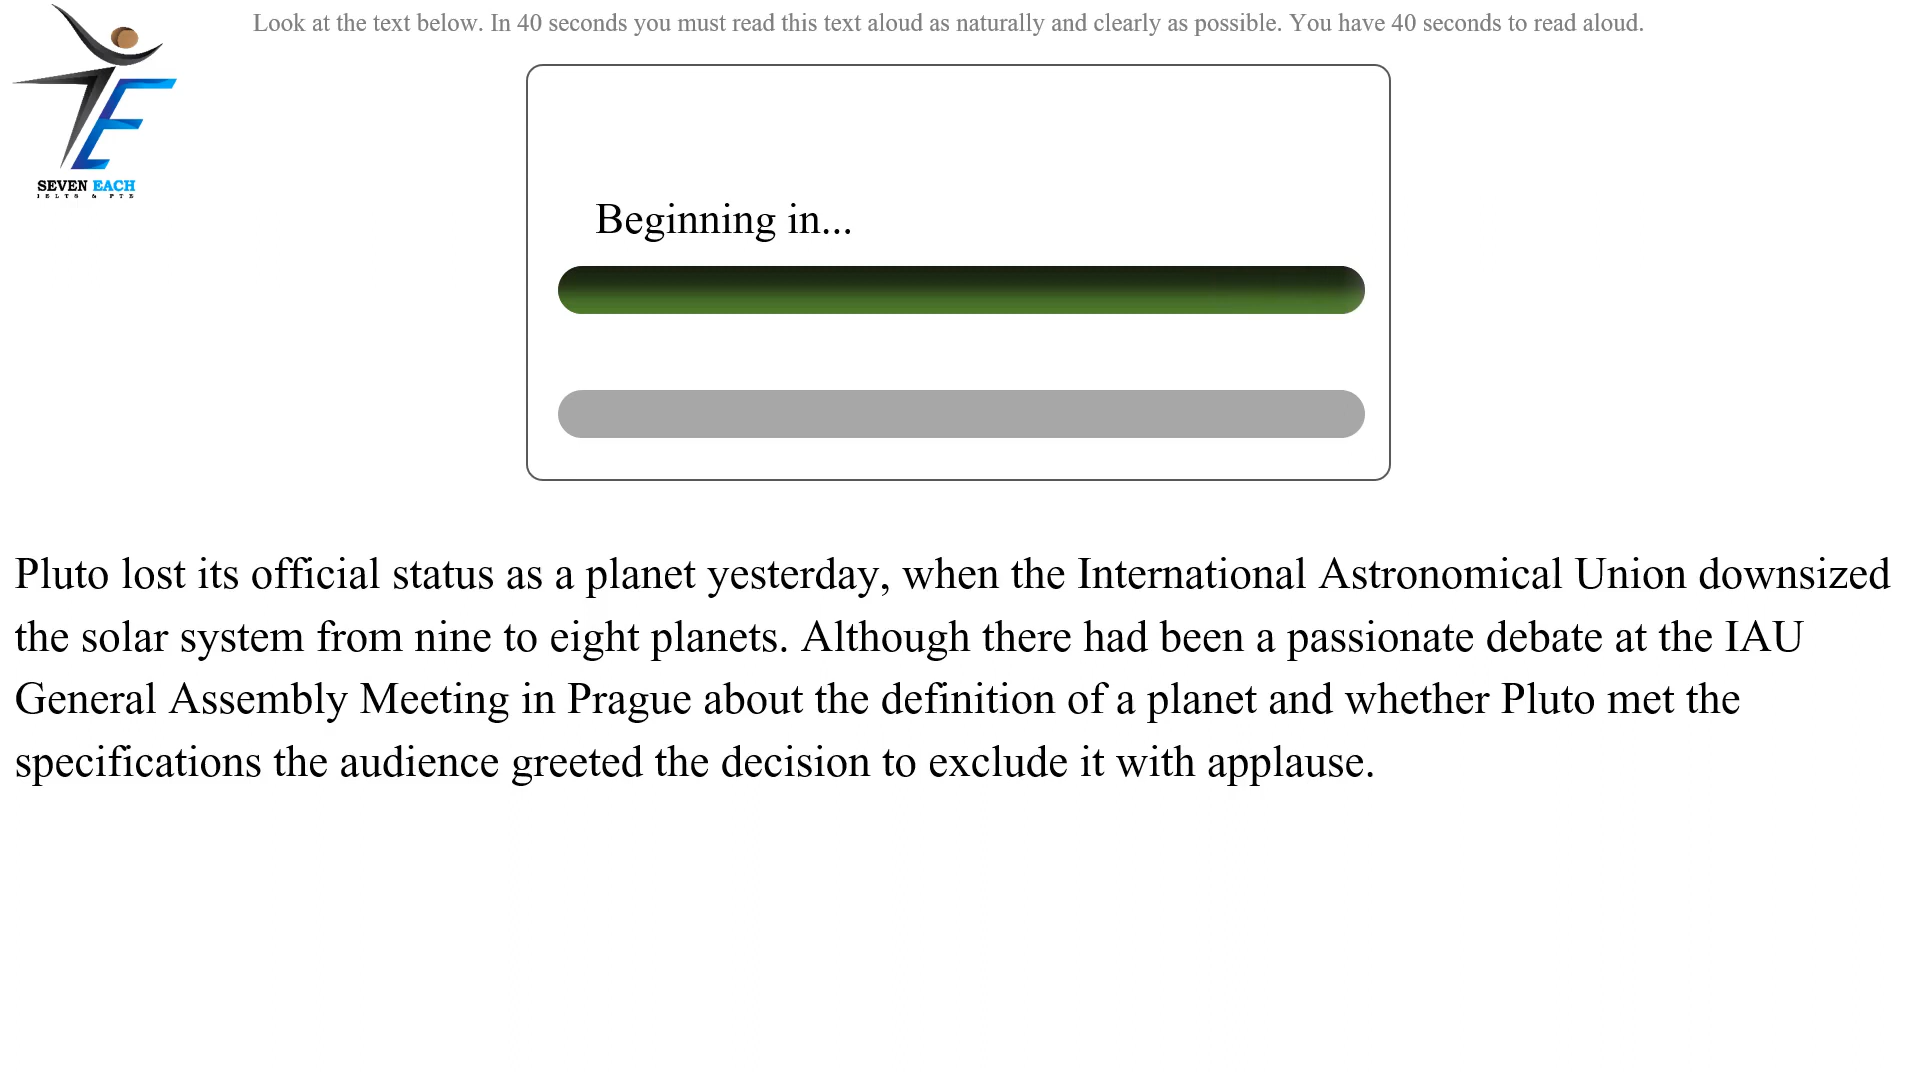 Look at the text below. In 40 seconds you must read this text aloud as naturally and clearly as possible. You have 40 seconds to read aloud.
SEVEN EACH
IELTS & PTE
Beginning in...
Pluto lost its official status as a planet yesterday, when the International Astronomical Union downsized
the solar system from nine to eight planets. Although there had been a passionate debate at the IAU
General Assembly Meeting in Prague about the definition of a planet and whether Pluto met the
specifications the audience greeted the decision to exclude it with applause.